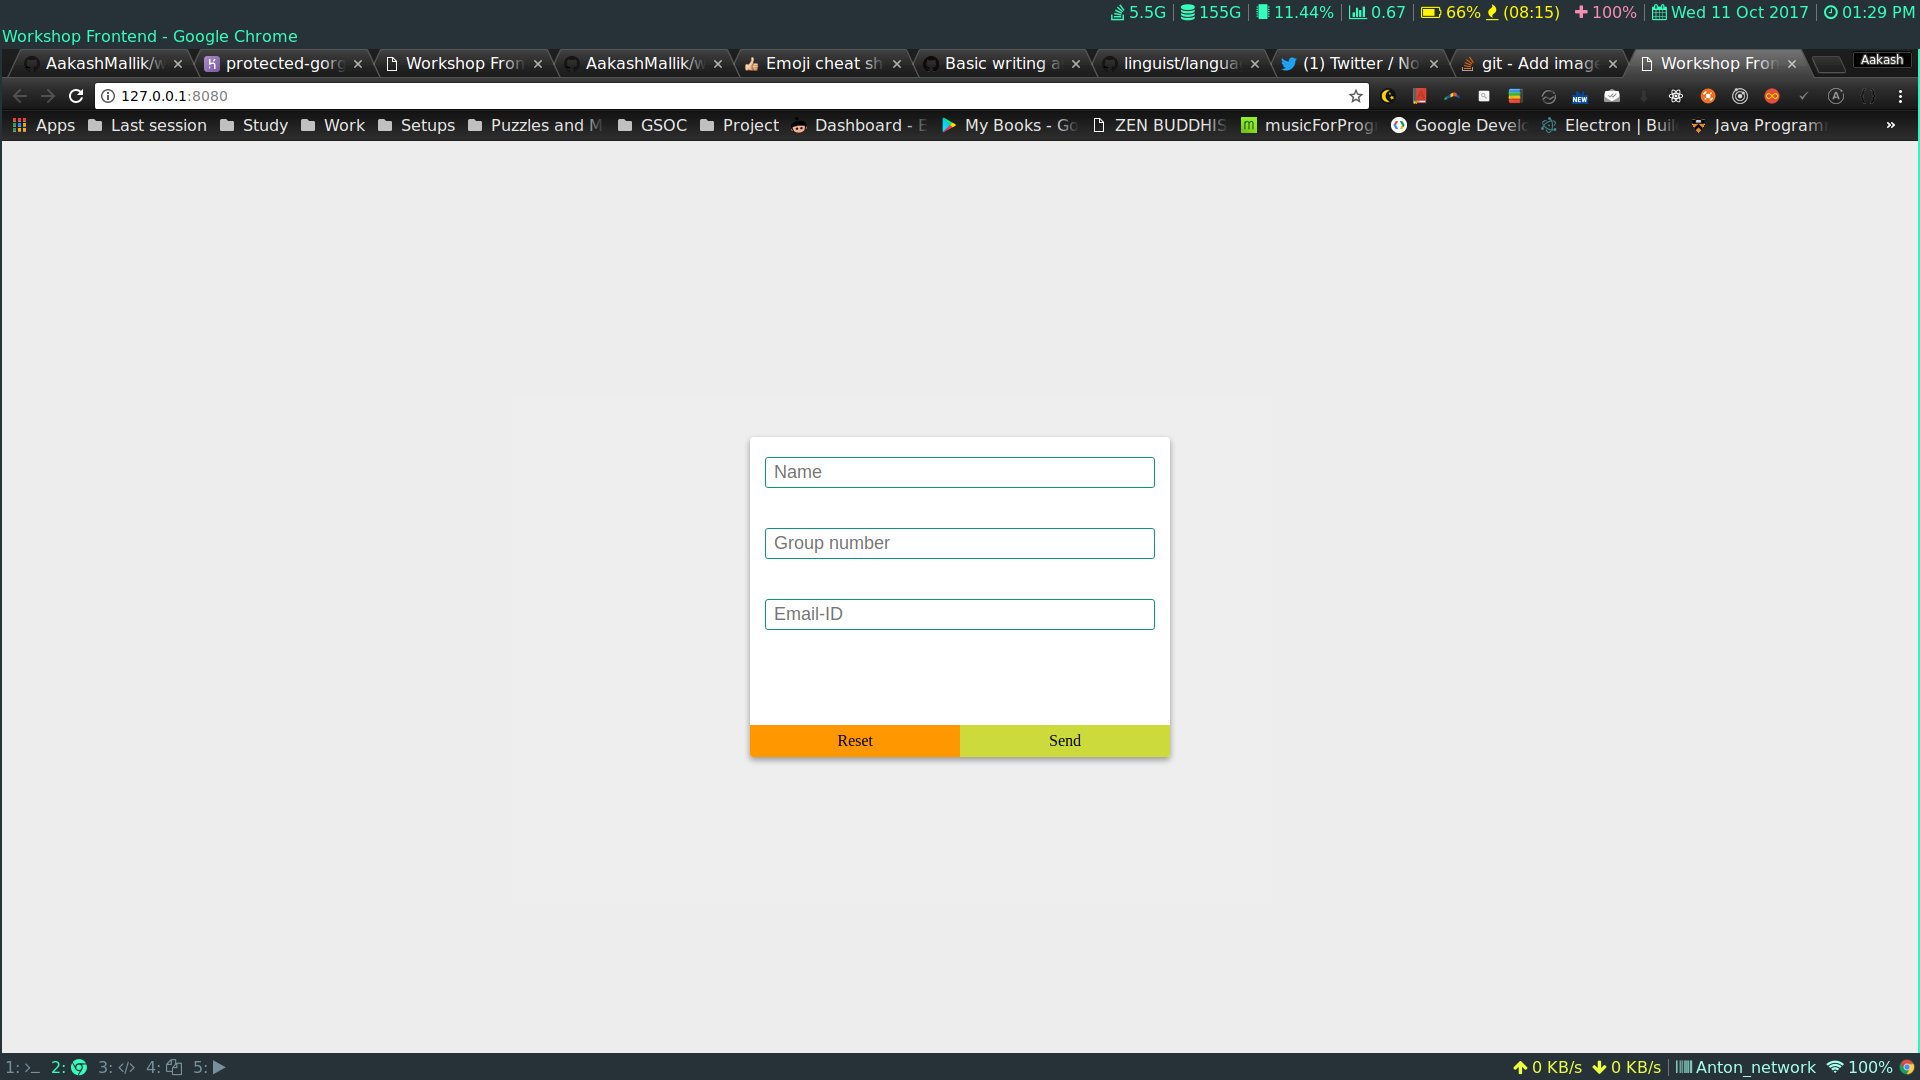 5.5G 155G 11.44% 0.67 66% (08:15) 100% Wed 11 Oct 2017 01:29 PM
Workshop Frontend - Google Chrome
AakashMallik/w protected-gorg Workshop Fron AakashMallik/w Emoji cheat sh Basic writing a linguist/langua (1) Twitter / No git - Add image Workshop Fron Aakash
127.0.0.1:8080
Apps Last session Study Work Setups Puzzles and M GSOC Project Dashboard - E My Books - Go ZEN BUDDHIS musicForProg Google Develo Electron | Buil Java Program »
Name
Group number
Email-ID
Reset Send
1: 2: 3: 4: 5: 0 KB/s 0 KB/s Anton_network 100%